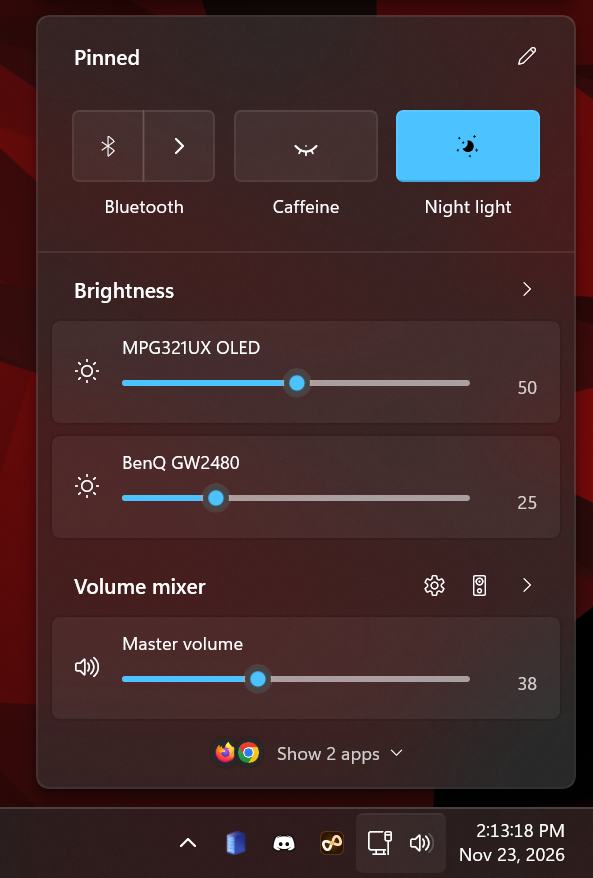 Pinned
Bluetooth
Caffeine
Night light
Brightness
MPG321UX OLED
50
BenQ GW2480
25
Volume mixer
Master volume
38
Show 2 apps
2:13:18 PM
Nov 23, 2026